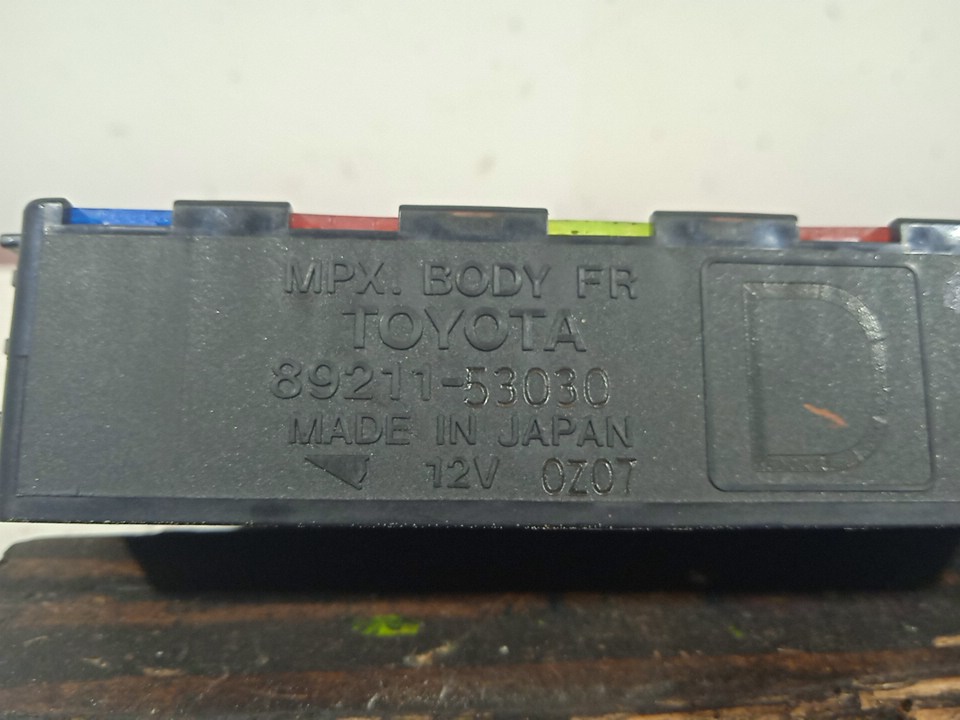 MPX. BODY FR
TOYOTA
89211-53030
MADE IN JAPAN
12V 0Z07
D